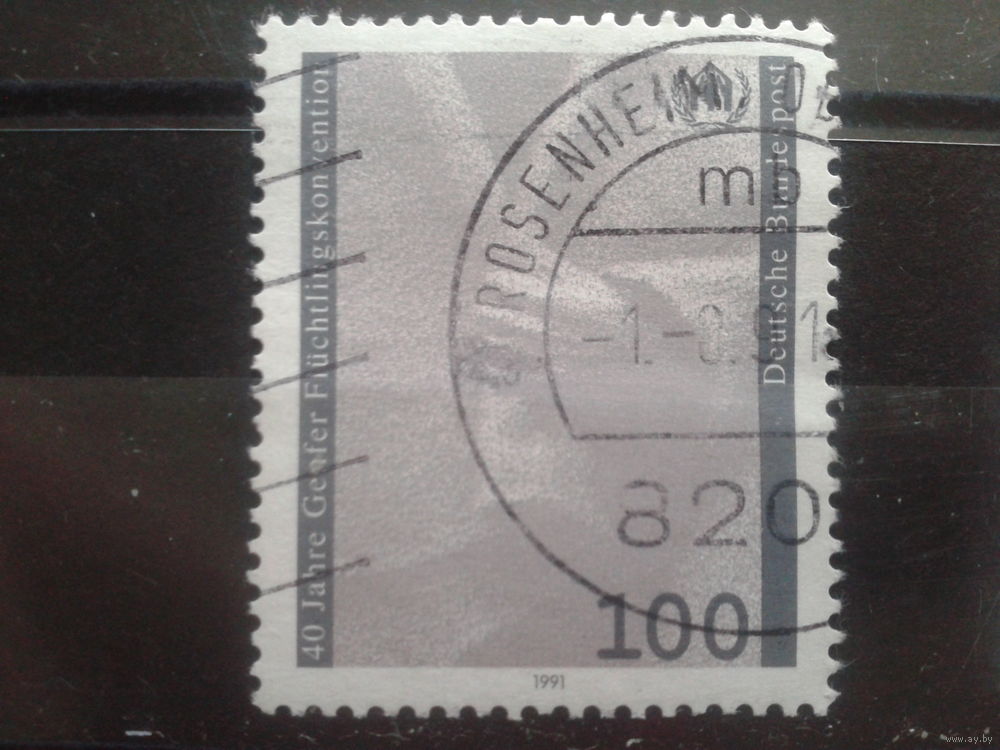 40 Jahre Genfer Flüchtlingskonvention
Deutsche Bundespost
ROSENHEIM
mb
820
100
1991
www.ay.by